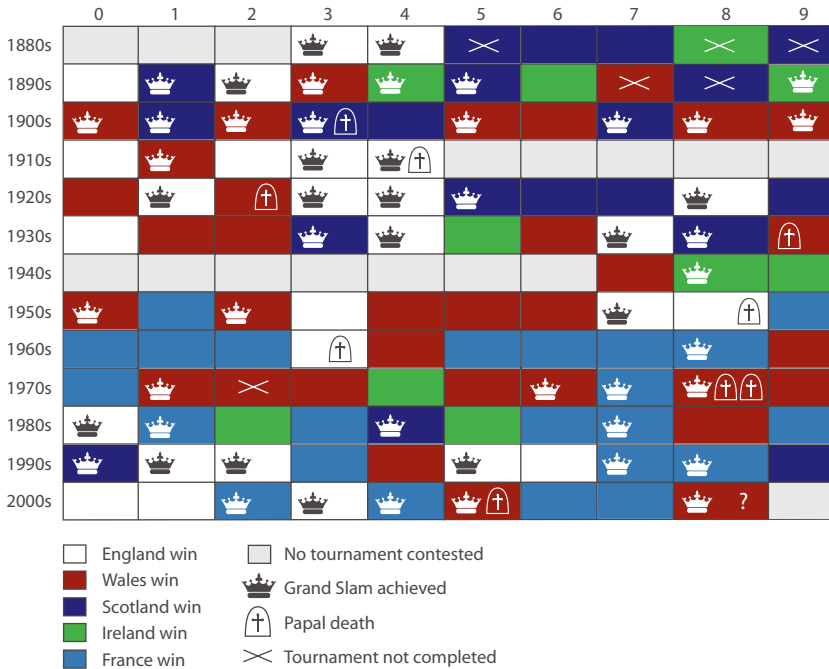 0 1 2 3 4 5 6 7 8 9
1880s
1890s
1900s
1910s
1920s
1930s
1940s
1950s
1960s
1970s
1980s
1990s
2000s ?
England win
Wales win
Scotland win
Ireland win
France win
No tournament contested
Grand Slam achieved
Papal death
Tournament not completed